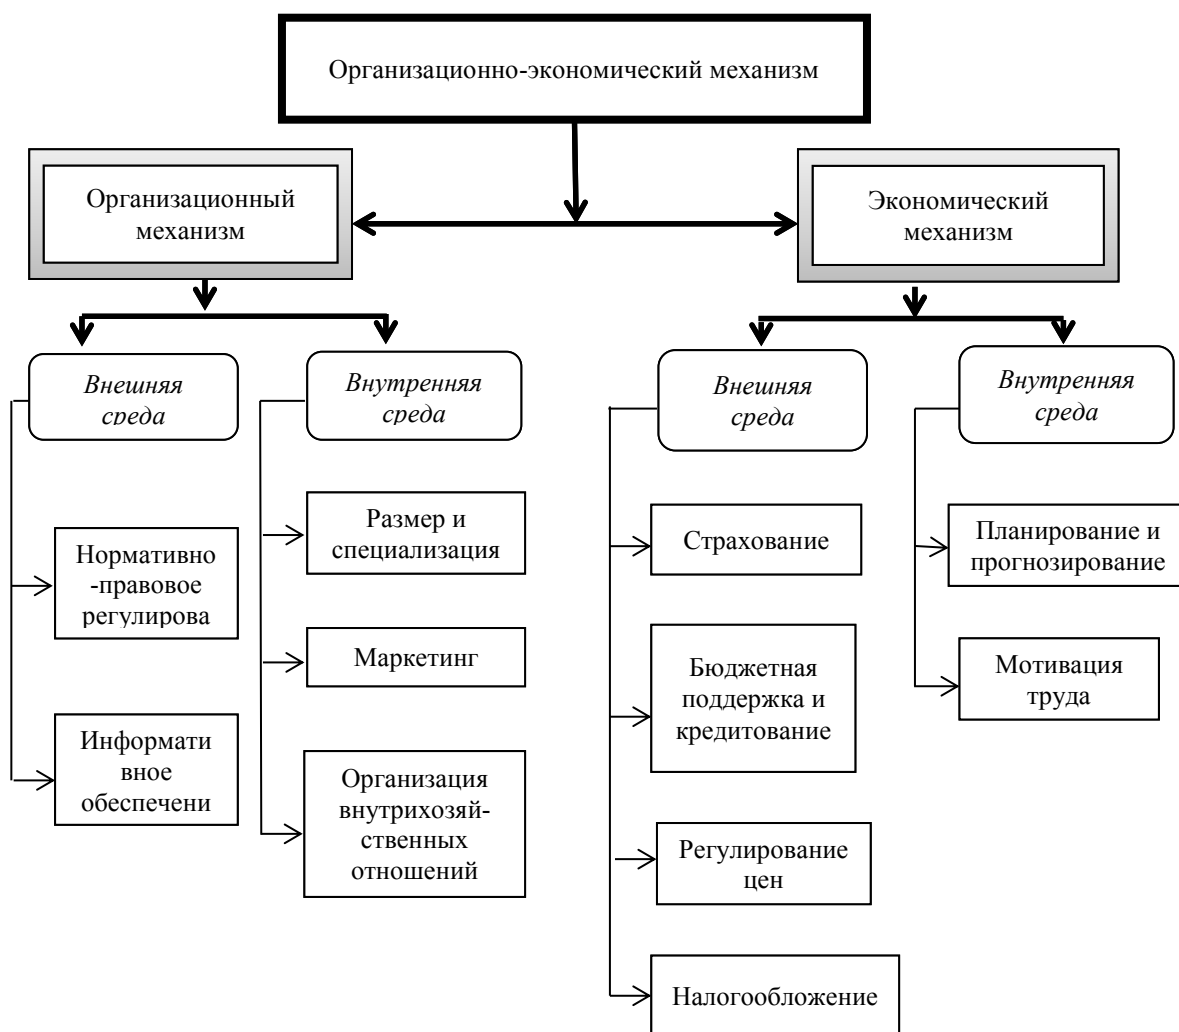 Организационно-экономический механизм
Организационный
механизм
Экономический
механизм
Внешняя
среда
Внутренняя
среда
Внешняя
среда
Внутренняя
среда
Нормативно
-правовое
регулирова
Информати
вное
обеспечени
Размер и
специализация
Маркетинг
Организация
внутрихозяй-
ственных
отношений
Страхование
Бюджетная
поддержка и
кредитование
Регулирование
цен
Налогообложение
Планирование и
прогнозирование
Мотивация
труда